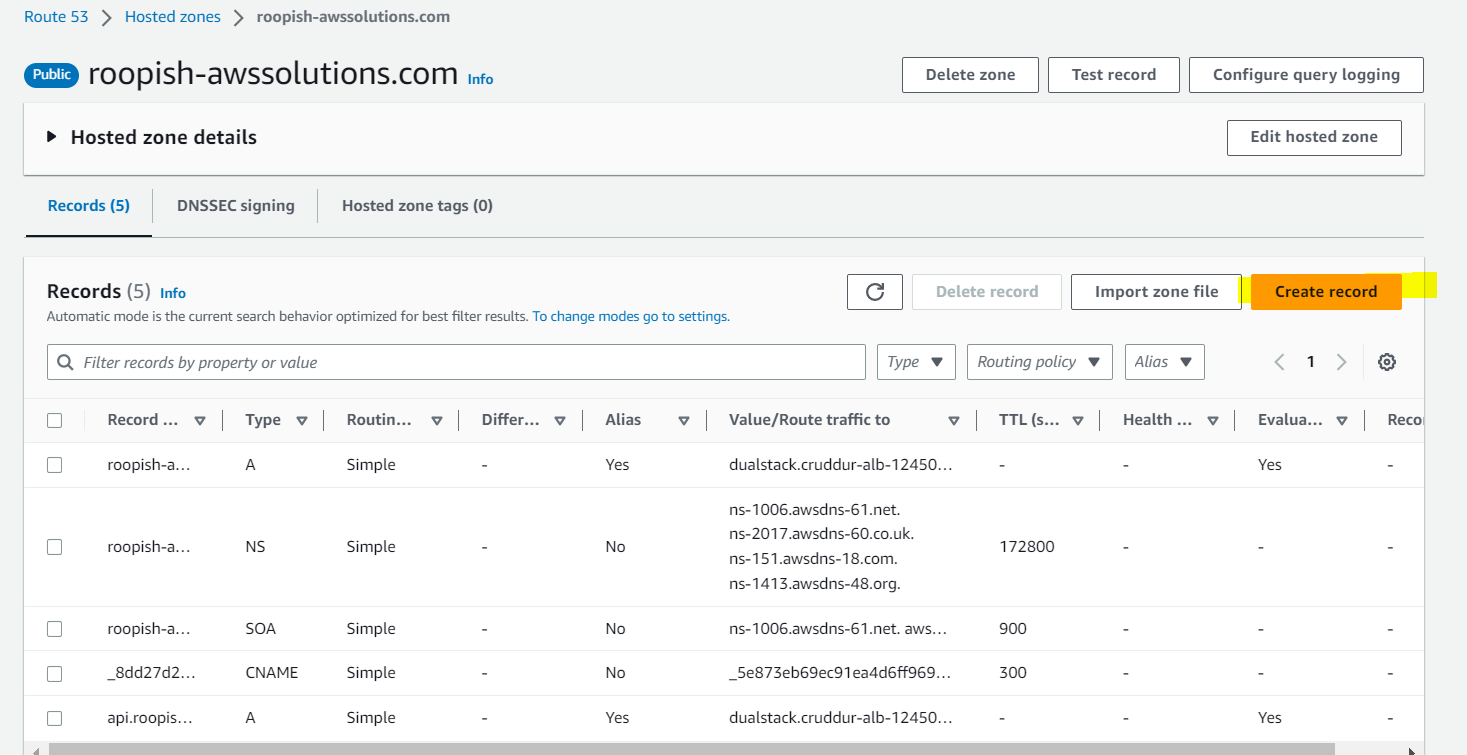 Route 53 > Hosted zones > roopish-awssolutions.com
Public roopish-awssolutions.com Info
Delete zone Test record Configure query logging
Hosted zone details
Edit hosted zone
Records (5) DNSSEC signing Hosted zone tags (0)
Records (5) Info
Delete record Import zone file Create record
Automatic mode is the current search behavior optimized for best filter results. To change modes go to settings.
Filter records by property or value Type Routing policy Alias 1
Record ... Type Routin... Differ... Alias Value/Route traffic to TTL (s... Health ... Evalua... Reco
roopish-a... A Simple - Yes dualstack.cruddur-alb-12450... - - Yes -
ns-1006.awsdns-61.net.
ns-2017.awsdns-60.co.uk.
roopish-a... NS Simple - No 172800 - - -
ns-151.awsdns-18.com.
ns-1413.awsdns-48.org.
roopish-a... SOA Simple - No ns-1006.awsdns-61.net. aws... 900 - - -
_8dd27d2... CNAME Simple - No _5e873eb69ec91ea4d6ff969... 300 - - -
api.roopis... A Simple - Yes dualstack.cruddur-alb-12450... - - Yes -